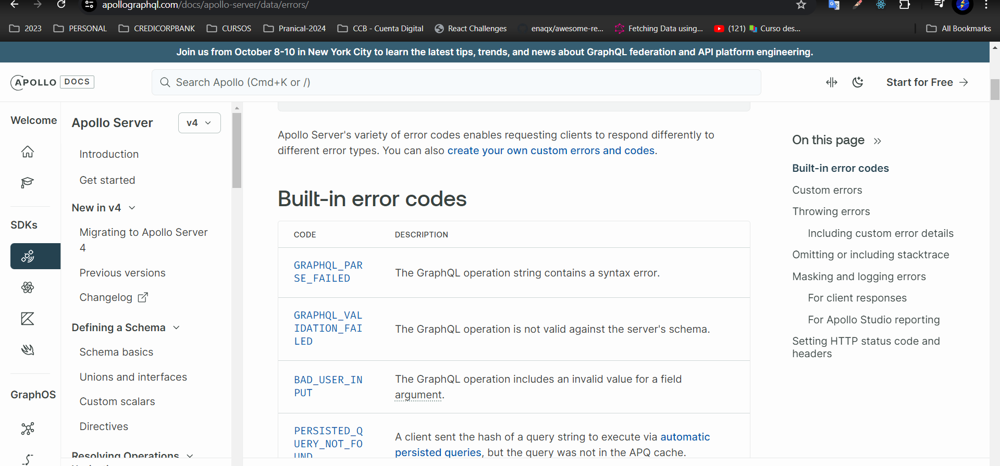 apollographql.com/docs/apollo-server/data/errors/
2023 PERSONAL CREDICORPBANK CURSOS Pranical-2024 CCB - Cuenta Digital React Challenges enaqx/awesome-re... Fetching Data using... (121) Curso des... All Bookmarks
Join us from October 8-10 in New York City to learn the latest tips, trends, and news about GraphQL federation and API platform engineering.
APOLLO DOCS
Search Apollo (Cmd+K or /)
Start for Free
Welcome
SDKs
GraphOS
Apollo Server v4
Introduction
Get started
New in v4
Migrating to Apollo Server
4
Previous versions
Changelog
Defining a Schema
Schema basics
Unions and interfaces
Custom scalars
Directives
Resolving Operations
Apollo Server's variety of error codes enables requesting clients to respond differently to
different error types. You can also create your own custom errors and codes.
Built-in error codes
CODE DESCRIPTION
GRAPHQL_PAR
SE_FAILED
The GraphQL operation string contains a syntax error.
GRAPHQL_VAL
IDATION_FAI
LED
The GraphQL operation is not valid against the server's schema.
BAD_USER_IN
PUT
The GraphQL operation includes an invalid value for a field
argument.
PERSISTED_Q
UERY_NOT_FO
UND
A client sent the hash of a query string to execute via automatic
persisted queries, but the query was not in the APQ cache.
On this page
Built-in error codes
Custom errors
Throwing errors
Including custom error details
Omitting or including stacktrace
Masking and logging errors
For client responses
For Apollo Studio reporting
Setting HTTP status code and
headers